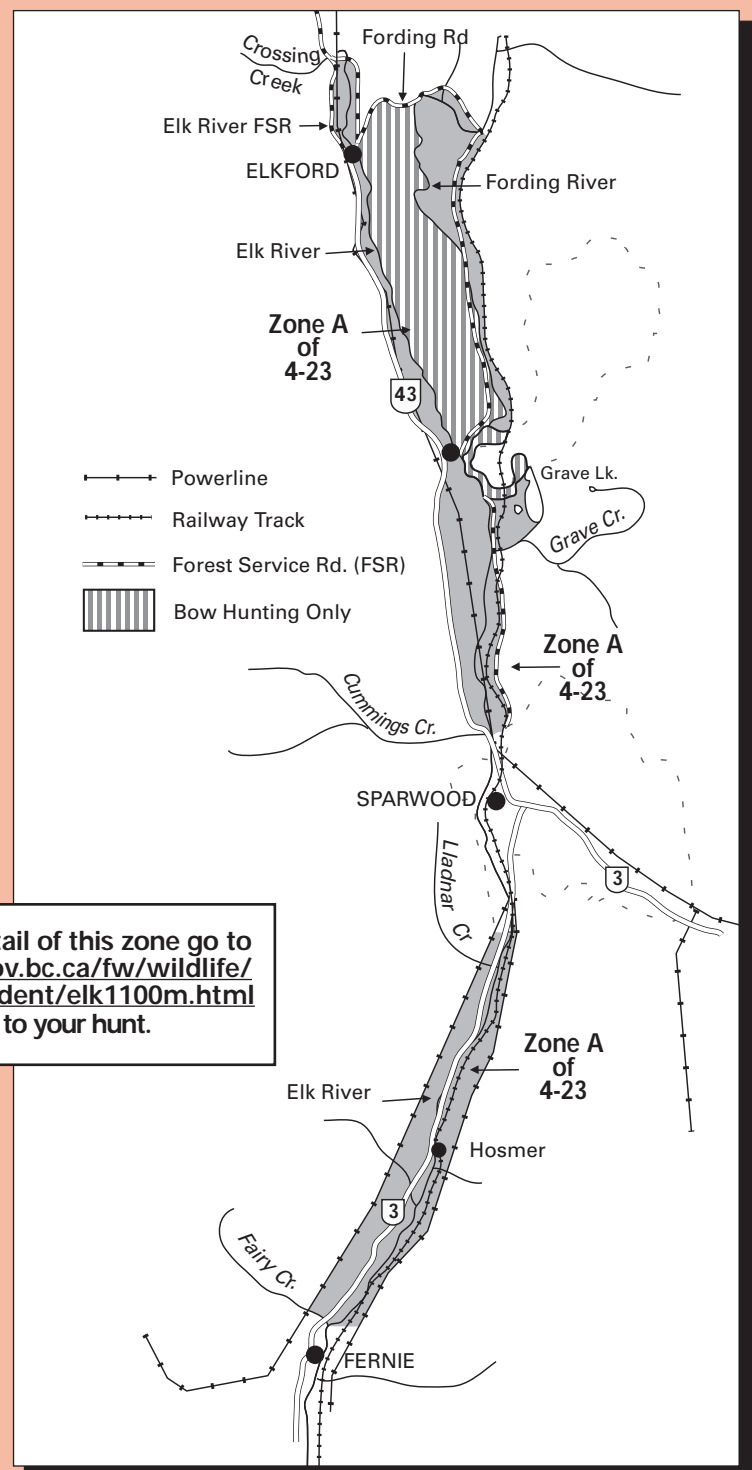 Crossing
Creek
Fording Rd
Elk River FSR
ELKFORD
Fording River
Elk River
Zone A
of
4-23
43
Powerline
Railway Track
Forest Service Rd. (FSR)
Bow Hunting Only
Grave Lk.
Grave Cr.
Zone A
of
4-23
Cummings Cr.
SPARWOOD
Lladnar Cr
3
tail of this zone go to
ov.bc.ca/fw/wildlife/
dent/elk1100m.html
to your hunt.
Zone A
of
4-23
Elk River
Hosmer
3
Fairy Cr.
FERNIE